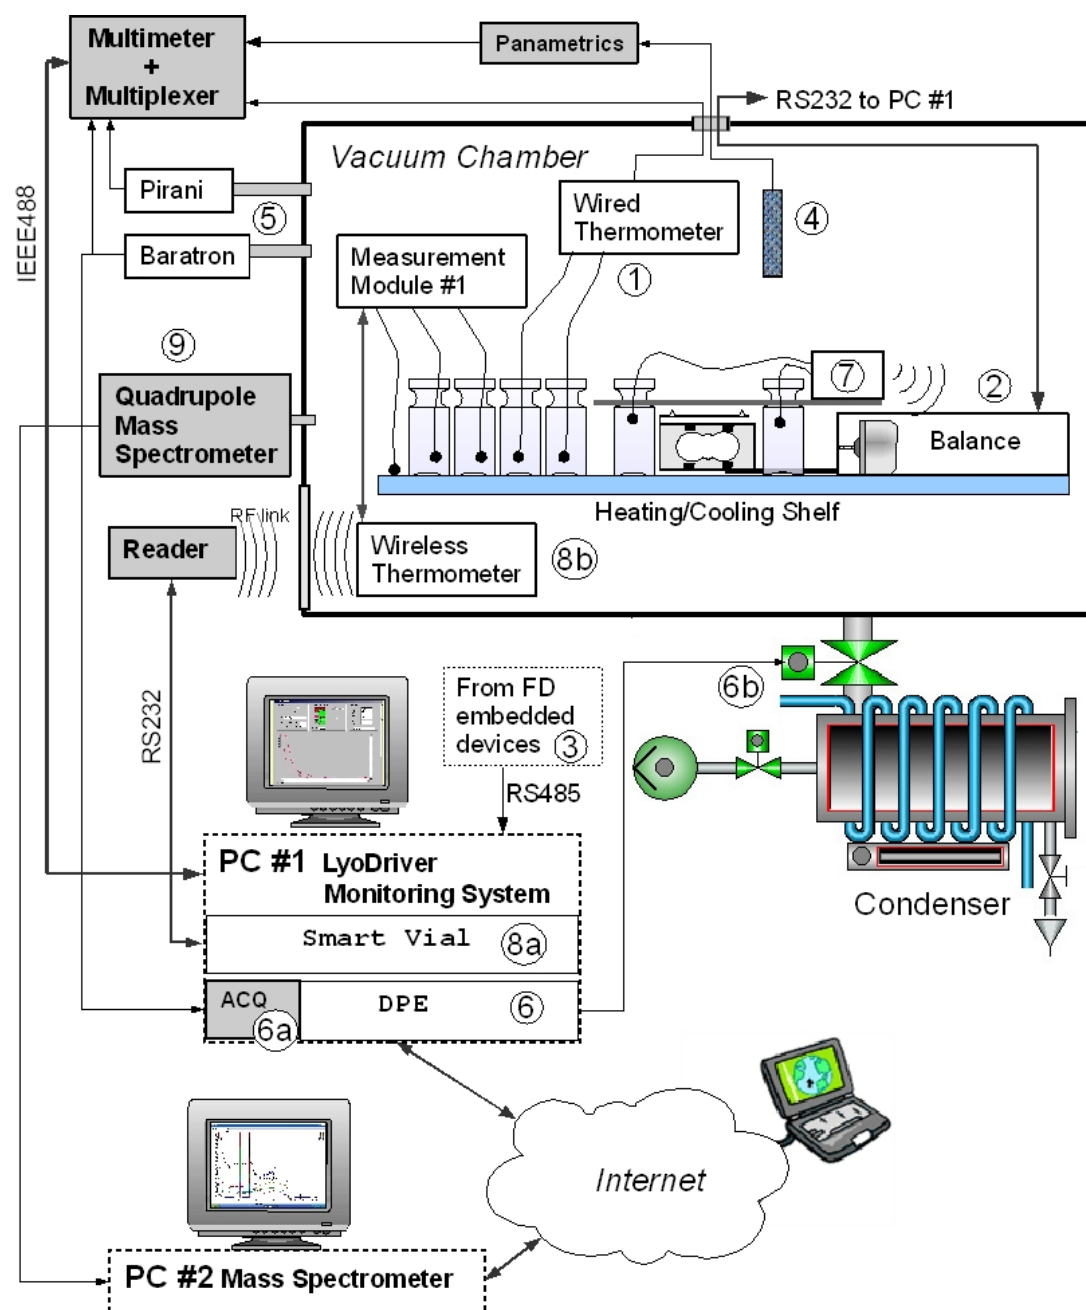 Multimeter
+
Multiplexer
Panametrics
RS232 to PC #1
Vacuum Chamber
Pirani
5
Baratron
IEEE488
Wired
Thermometer
4
1
Measurement
Module #1
9
Quadrupole
Mass
Spectrometer
7
2
Balance
Heating/Cooling Shelf
RF link
Reader
Wireless
Thermometer
8b
RS232
From FD
embedded
devices 3
RS485
6b
Condenser
PC #1 LyoDriver
Monitoring System
Smart Vial 8a
ACQ
6a
DPE 6
Internet
PC #2 Mass Spectrometer